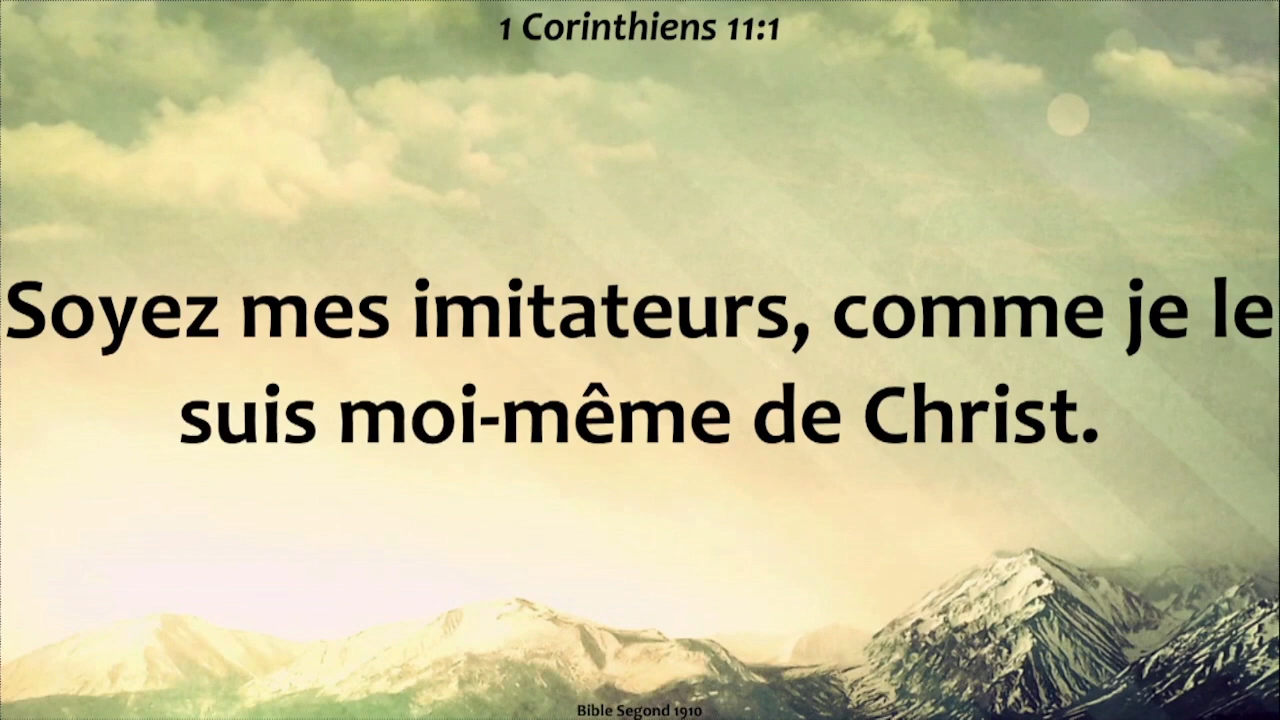 1 Corinthiens 11:1
Soyez mes imitateurs, comme je le
suis moi-même de Christ.
Bible Segond 1910